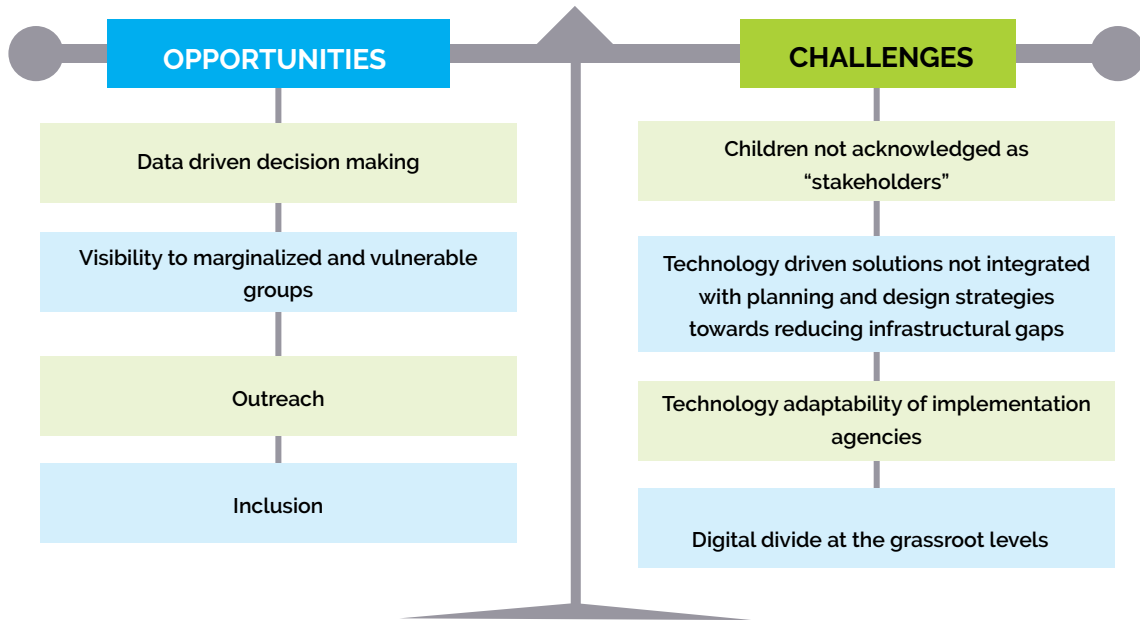 OPPORTUNITIES
Data driven decision making
Visibility to marginalized and vulnerable
groups
Outreach
Inclusion
CHALLENGES
Children not acknowledged as
“stakeholders”
Technology driven solutions not integrated
with planning and design strategies
towards reducing infrastructural gaps
Technology adaptability of implementation
agencies
Digital divide at the grassroot levels